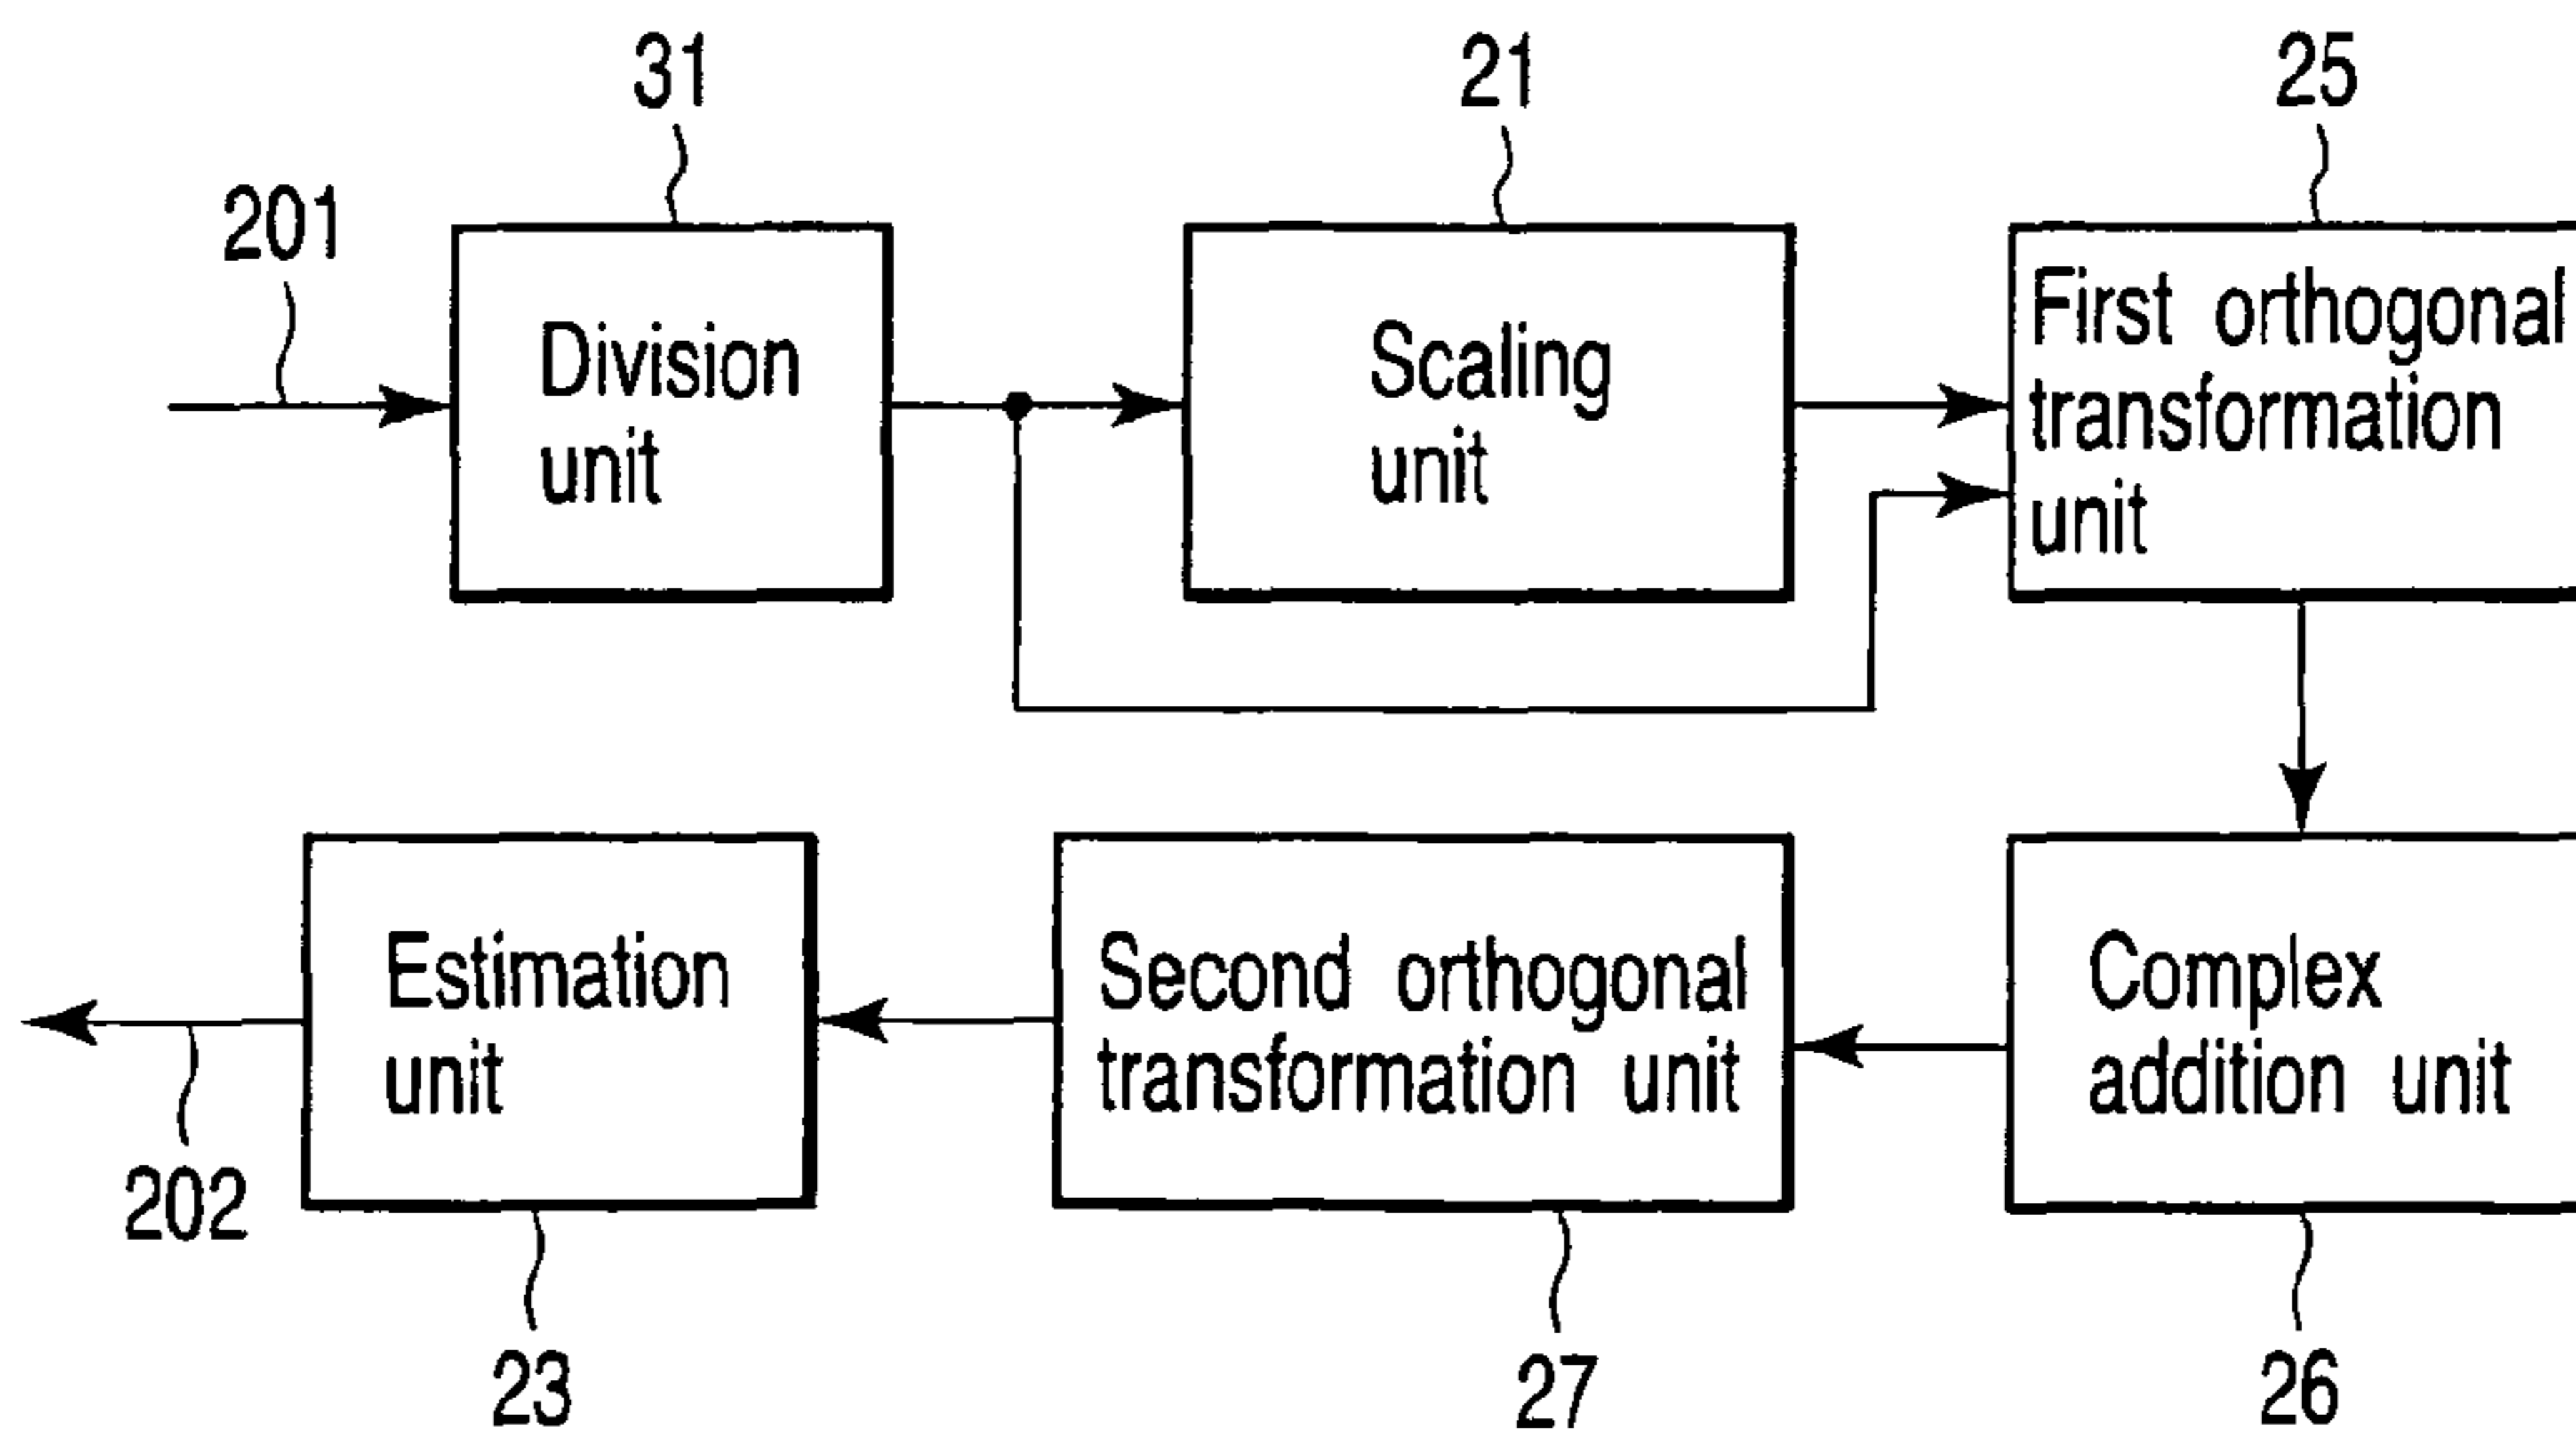 31
21
25
201
Division
unit
Scaling
unit
First orthogonal
transformation
unit
Estimation
unit
Second orthogonal
transformation unit
Complex
addition unit
202
23
27
26